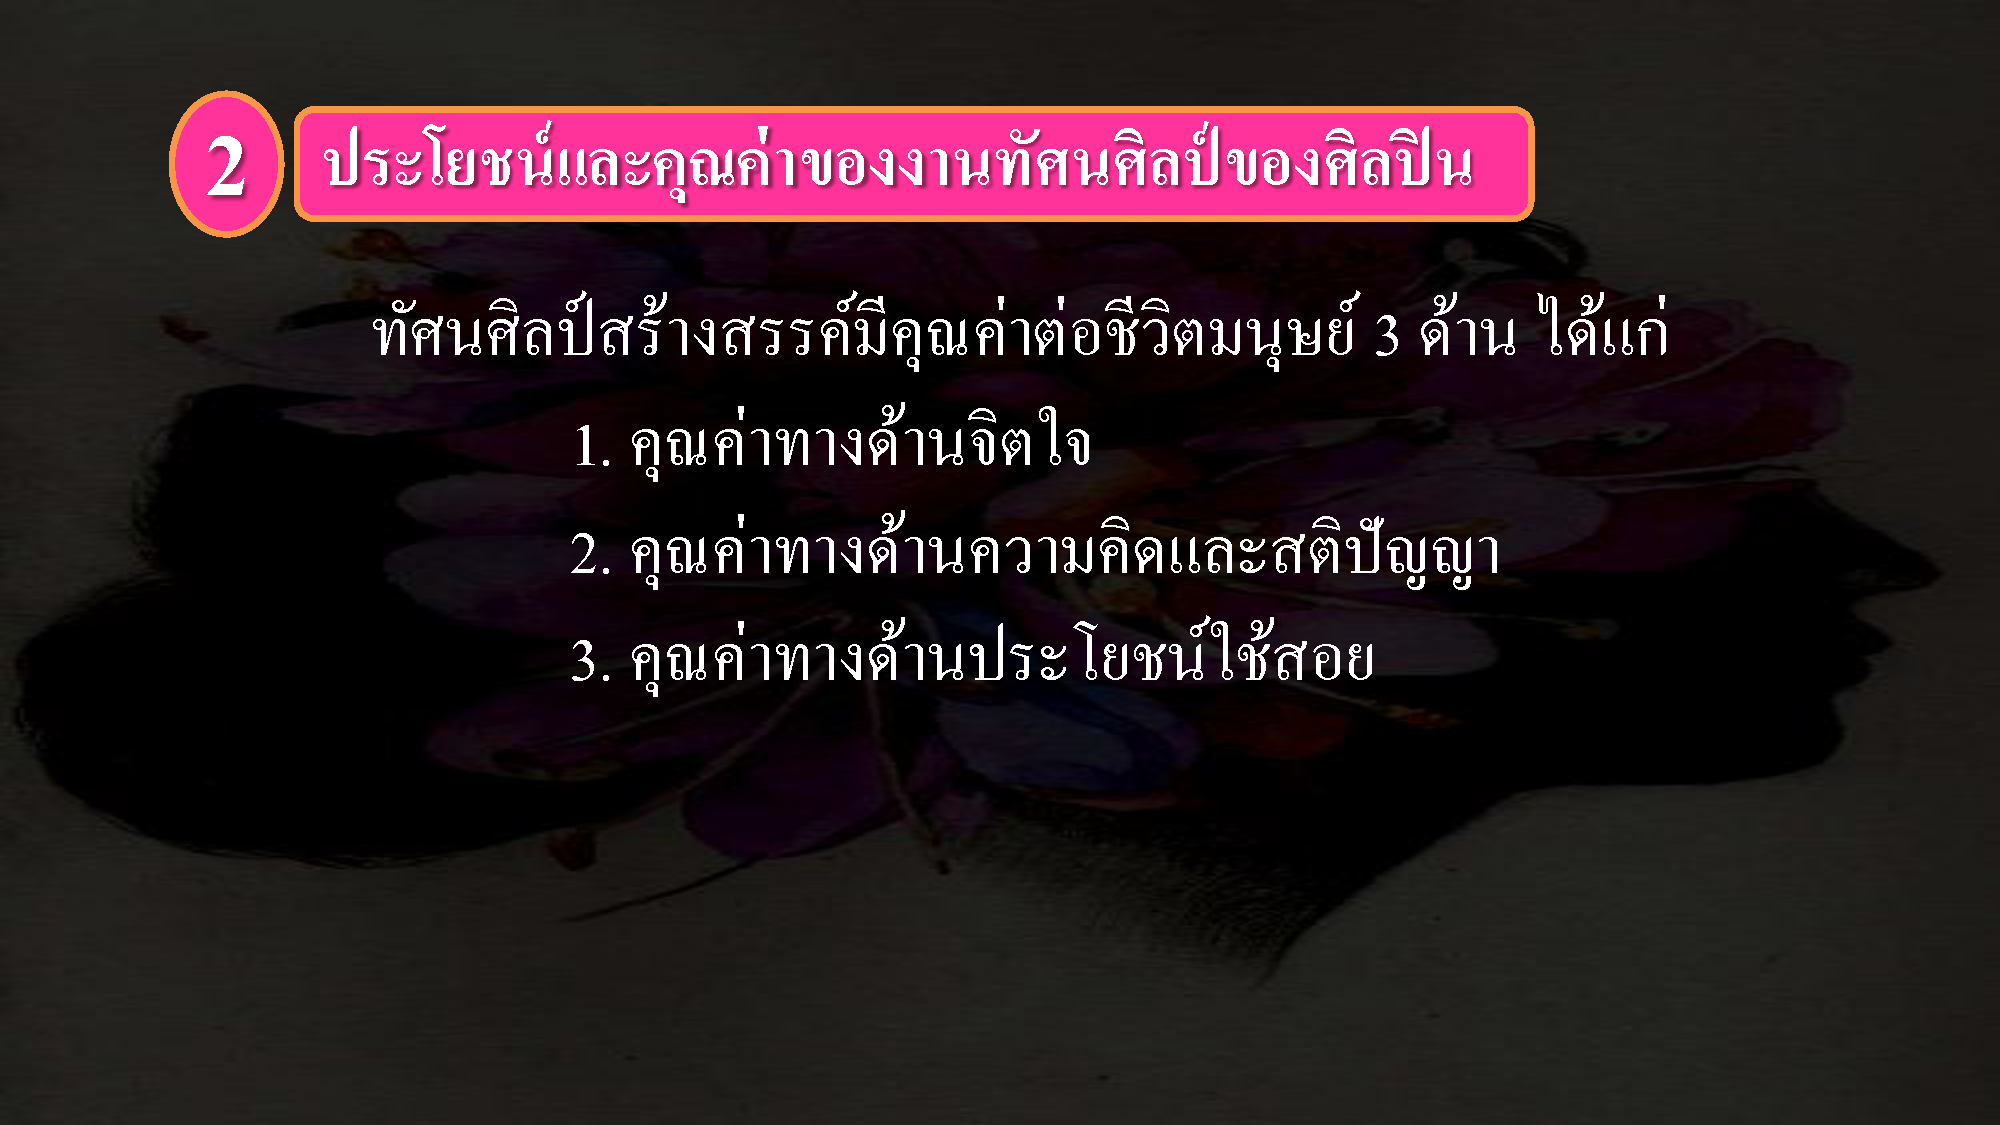 2 ประโยชน์และคุณค่าของงานทัศนศิลป์ของศิลปิน
ทัศนศิลป์สร้างสรรค์มีคุณค่าต่อชีวิตมนุษย์ 3 ด้าน ได้แก่
1. คุณค่าทางด้านจิตใจ
2. คุณค่าทางด้านความคิดและสติปัญญา
3. คุณค่าทางด้านประโยชน์ใช้สอย